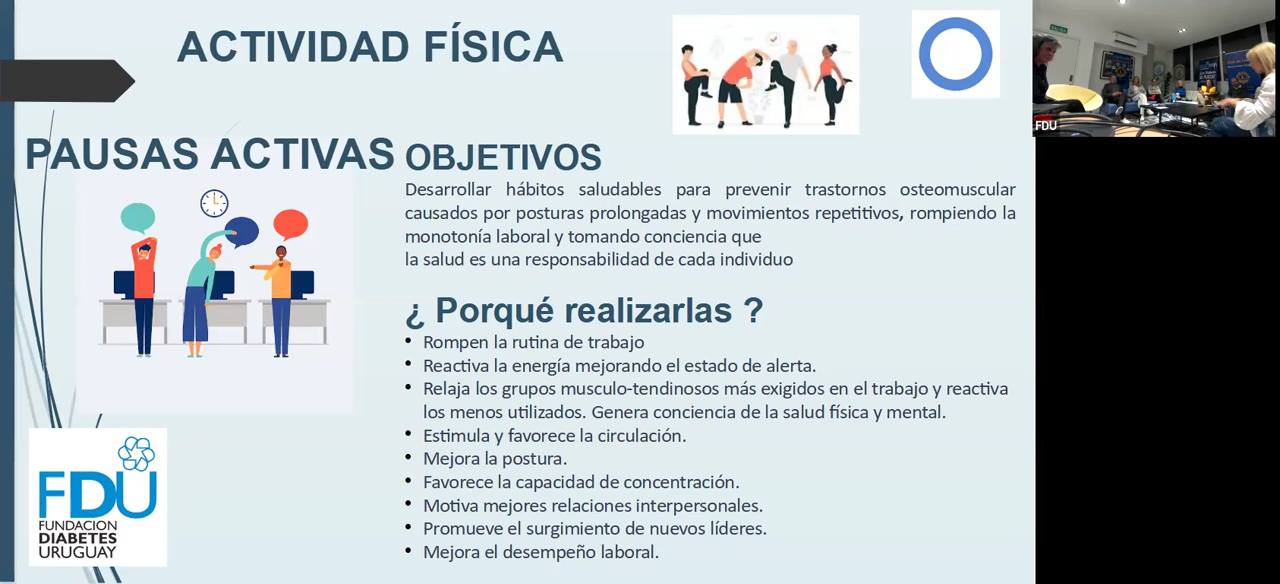 ACTIVIDAD FÍSICA
PAUSAS ACTIVAS
OBJETIVOS
Desarrollar hábitos saludables para prevenir trastornos osteomuscular
causados por posturas prolongadas y movimientos repetitivos, rompiendo la
monotonía laboral y tomando conciencia que
la salud es una responsabilidad de cada individuo
¿ Porqué realizarlas ?
• Rompen la rutina de trabajo
• Reactiva la energía mejorando el estado de alerta.
• Relaja los grupos musculo-tendinosos más exigidos en el trabajo y reactiva
los menos utilizados. Genera conciencia de la salud física y mental.
• Estimula y favorece la circulación.
• Mejora la postura.
• Favorece la capacidad de concentración.
• Motiva mejores relaciones interpersonales.
• Promueve el surgimiento de nuevos líderes.
• Mejora el desempeño laboral.
FDU
FUNDACION
DIABETES
URUGUAY
FDU